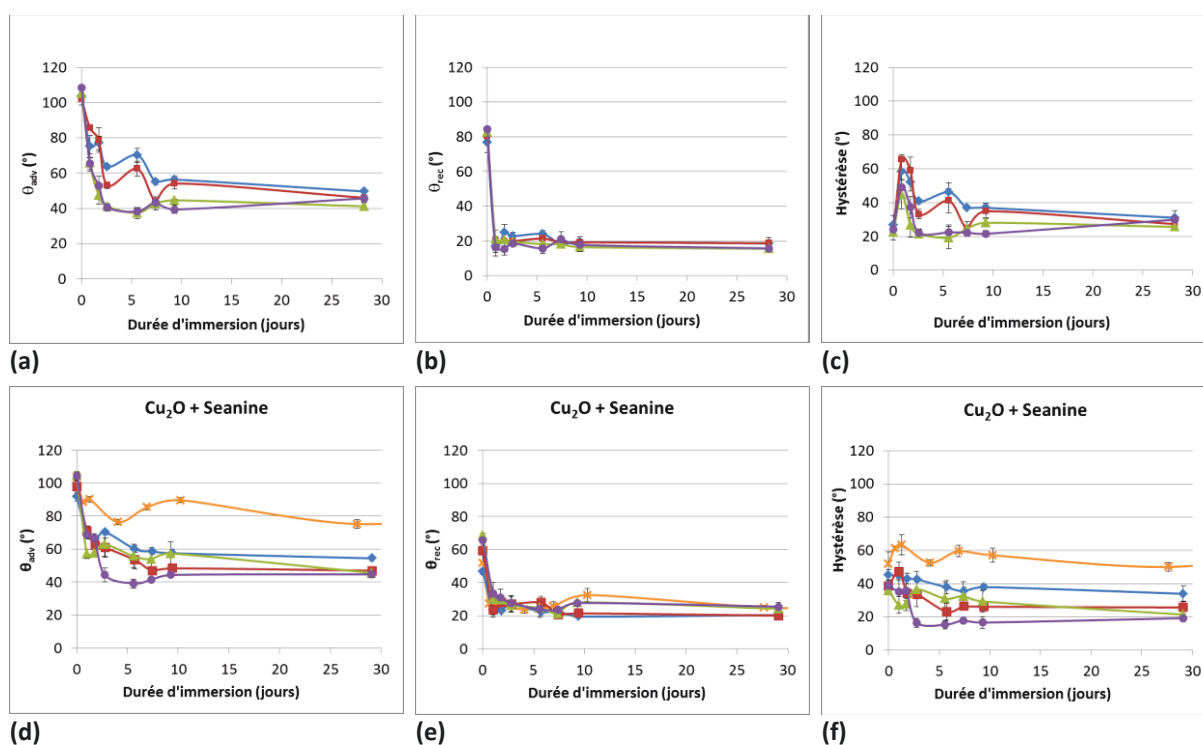 120
100
80
60
40
20
0
θadv (°)
0 5 10 15 20 25 30
Durée d'immersion (jours)
(a)
120
100
80
60
40
20
0
θrec (°)
0 5 10 15 20 25 30
Durée d'immersion (jours)
(b)
120
100
80
60
40
20
0
Hystérèse (°)
0 5 10 15 20 25 30
Durée d'immersion (jours)
(c)
Cu₂O + Seanine
120
100
80
60
40
20
0
θadv (°)
0 5 10 15 20 25 30
Durée d'immersion (jours)
(d)
Cu₂O + Seanine
120
100
80
60
40
20
0
θrec (°)
0 5 10 15 20 25 30
Durée d'immersion (jours)
(e)
Cu₂O + Seanine
120
100
80
60
40
20
0
Hystérèse (°)
0 5 10 15 20 25 30
Durée d'immersion (jours)
(f)